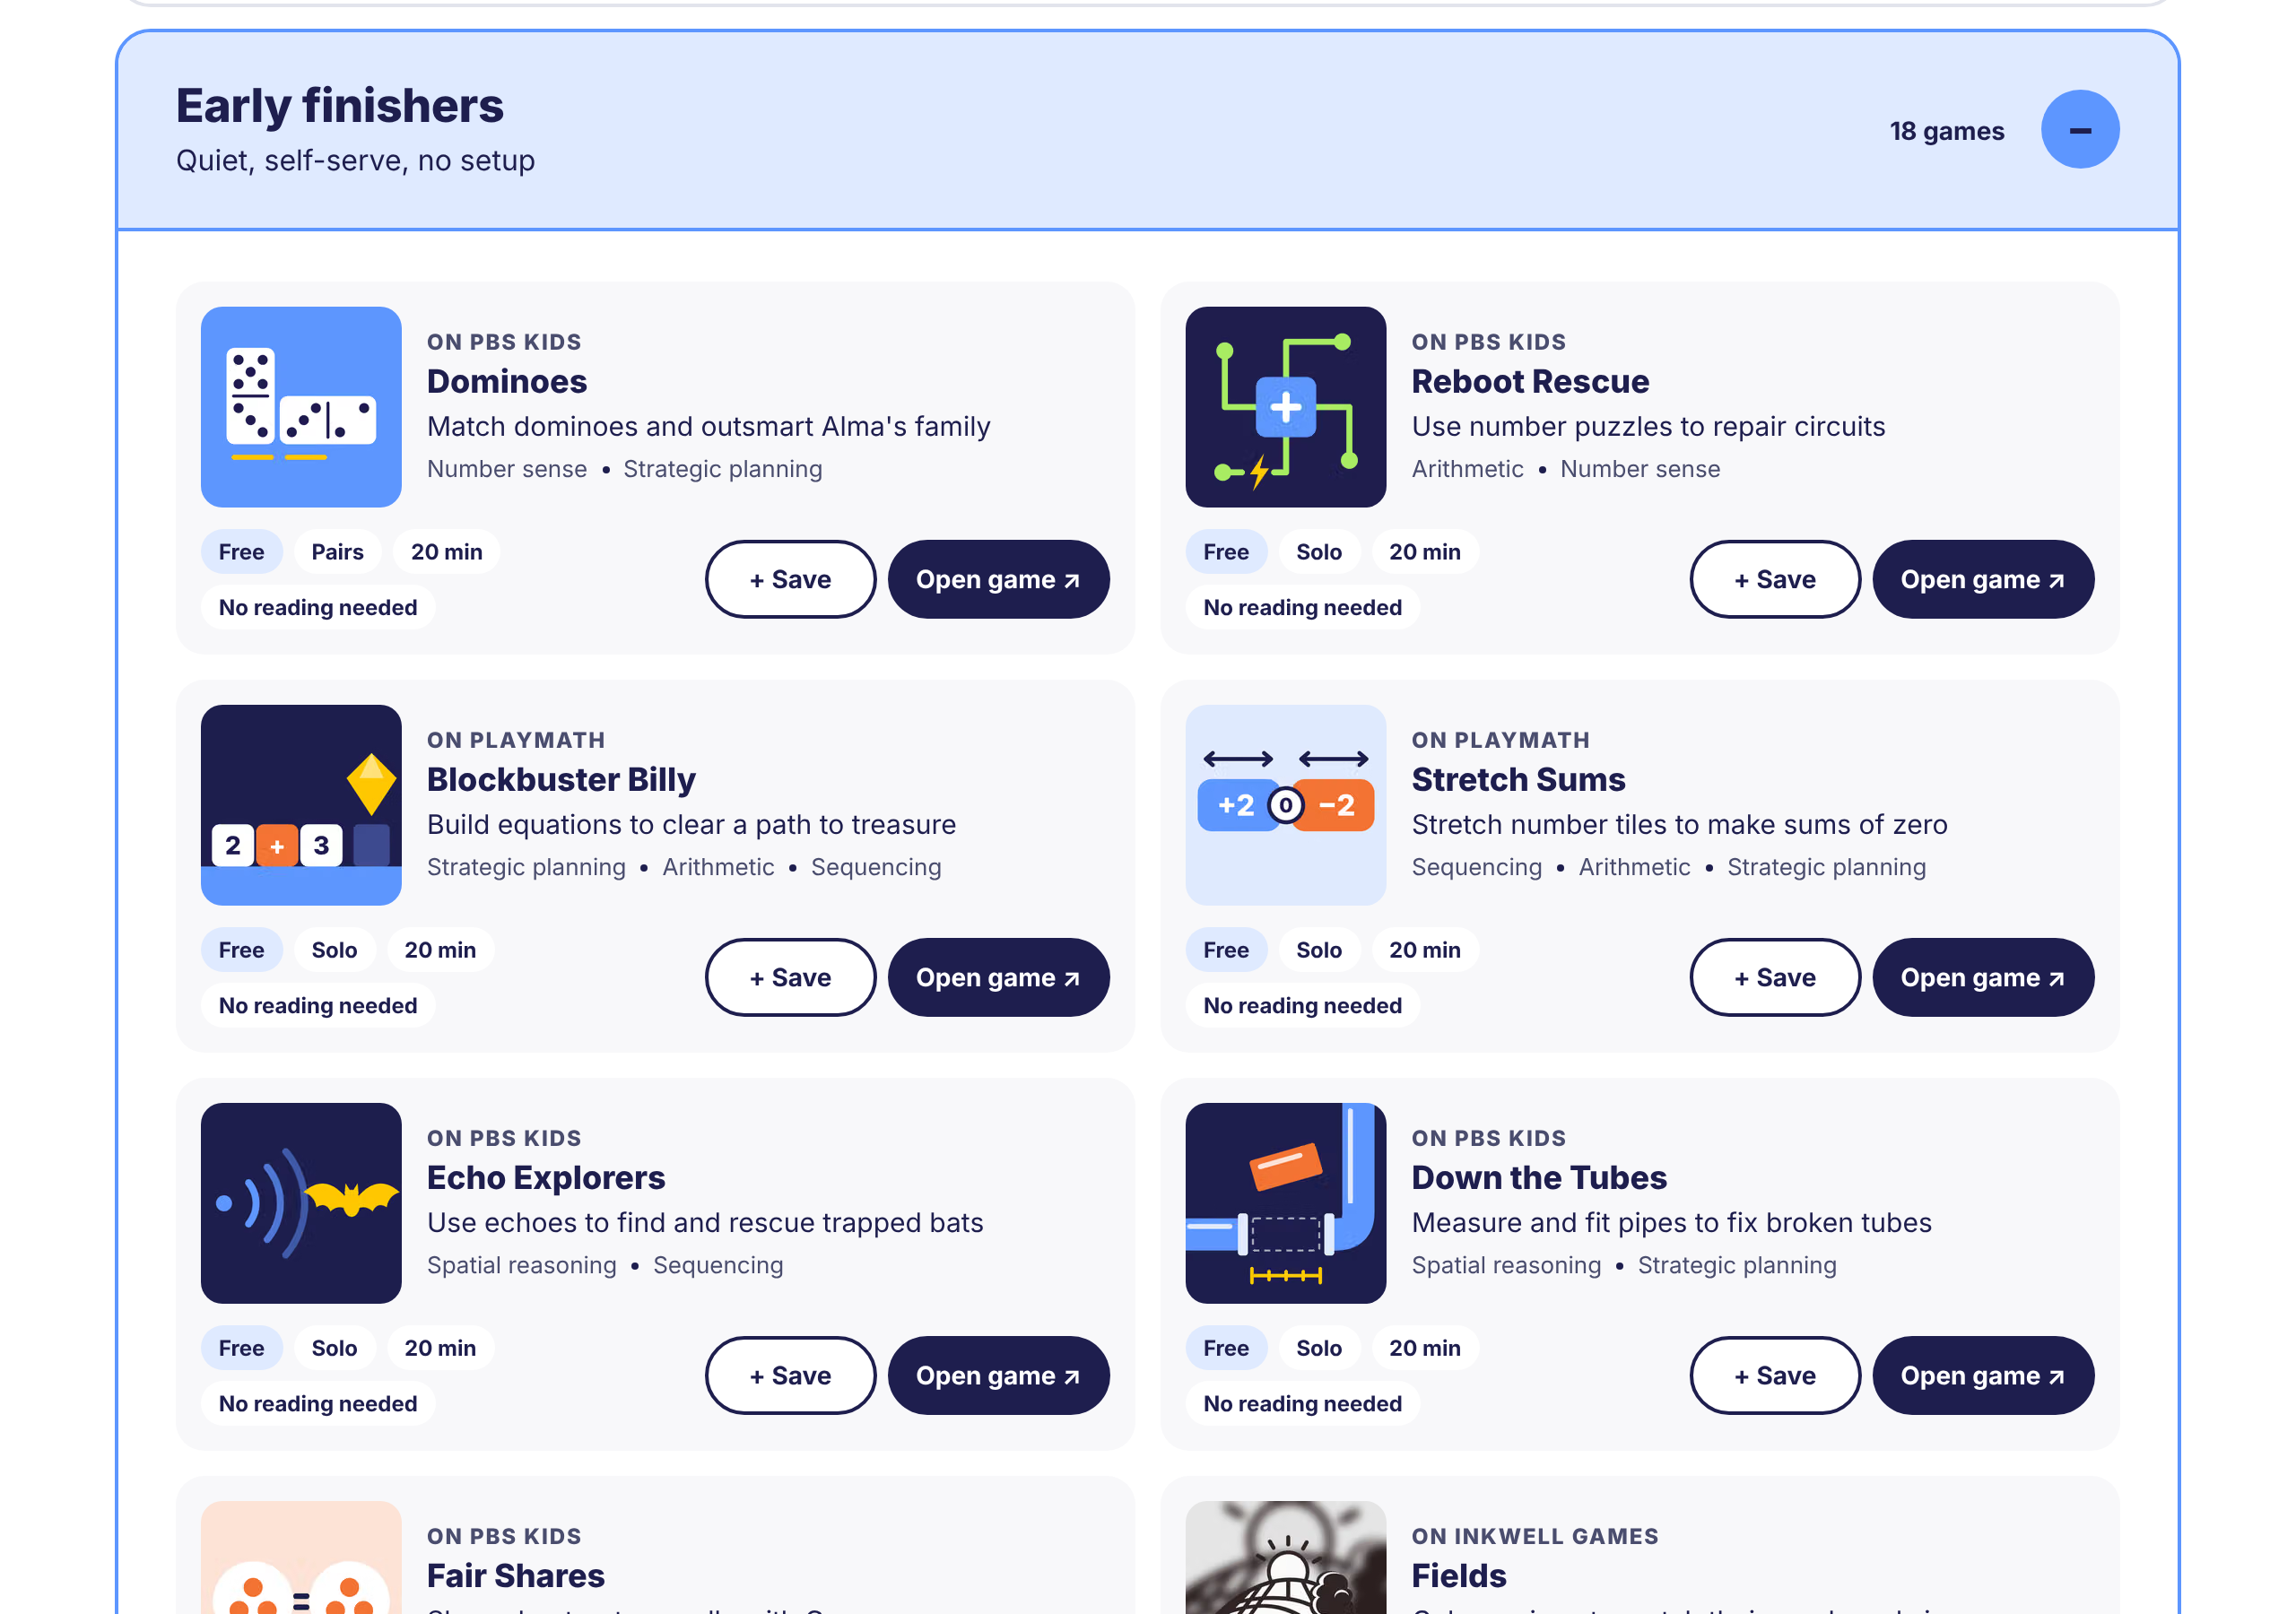 Early finishers
Quiet, self-serve, no setup
18 games
ON PBS KIDS
Dominoes
Match dominoes and outsmart Alma's family
Number sense • Strategic planning
Free Pairs 20 min
No reading needed
+ Save Open game ↗
ON PBS KIDS
Reboot Rescue
Use number puzzles to repair circuits
Arithmetic • Number sense
Free Solo 20 min
No reading needed
+ Save Open game ↗
2 + 3
ON PLAYMATH
Blockbuster Billy
Build equations to clear a path to treasure
Strategic planning • Arithmetic • Sequencing
Free Solo 20 min
No reading needed
+ Save Open game ↗
+2 0 −2
ON PLAYMATH
Stretch Sums
Stretch number tiles to make sums of zero
Sequencing • Arithmetic • Strategic planning
Free Solo 20 min
No reading needed
+ Save Open game ↗
ON PBS KIDS
Echo Explorers
Use echoes to find and rescue trapped bats
Spatial reasoning • Sequencing
Free Solo 20 min
No reading needed
+ Save Open game ↗
ON PBS KIDS
Down the Tubes
Measure and fit pipes to fix broken tubes
Spatial reasoning • Strategic planning
Free Solo 20 min
No reading needed
+ Save Open game ↗
=
ON PBS KIDS
Fair Shares
ON INKWELL GAMES
Fields